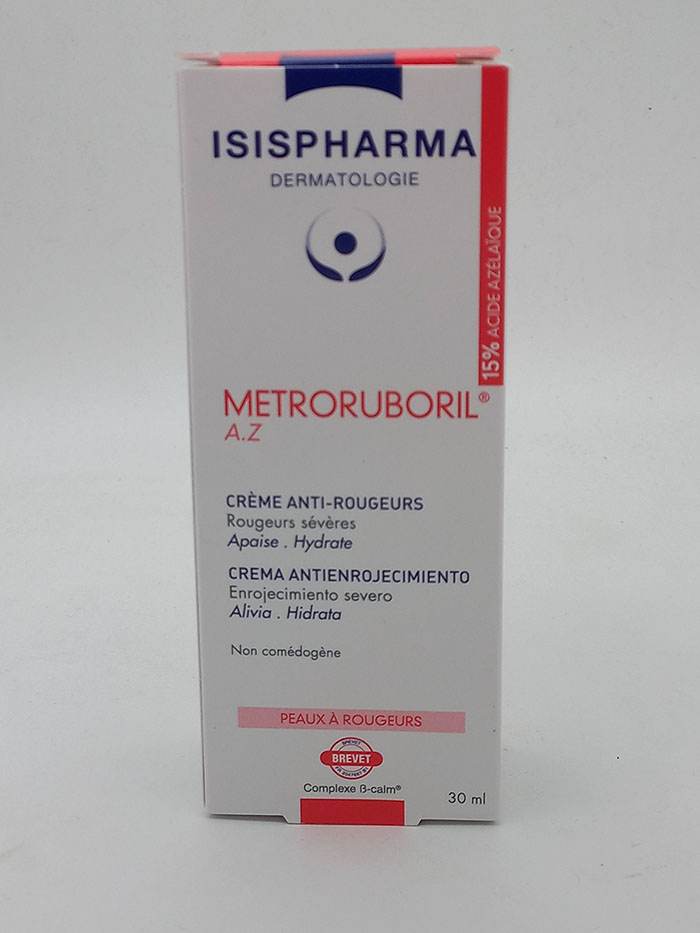 ISISPHARMA
DERMATOLOGIE
15% ACIDE AZÉLAÏQUE
METRORUBORIL®
A.Z
CRÈME ANTI-ROUGEURS
Rougeurs sévères
Apaise . Hydrate
CREMA ANTIENROJECIMIENTO
Enrojecimiento severo
Alivia . Hidrata
Non comédogène
PEAUX À ROUGEURS
BREVET
BREVET
Complexe ß-calm®
30 ml